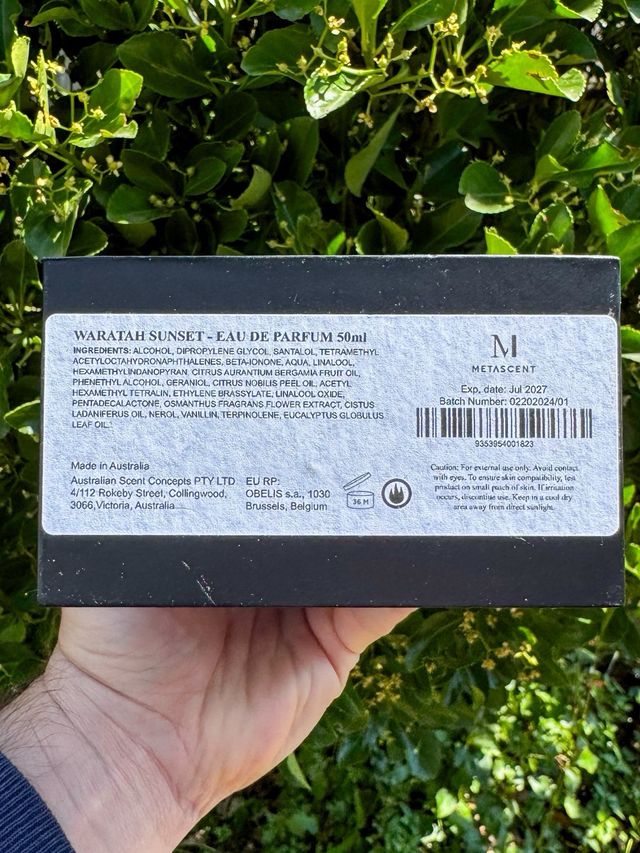 WARATAH SUNSET - EAU DE PARFUM 50ml
INGREDIENTS: ALCOHOL, DIPROPYLENE GLYCOL, SANTALOL, TETRAMETHYL
ACETYLOCTAHYDRONAPHTHALENES, BETA-IONONE, AQUA, LINALOOL,
HEXAMETHYLINDANOPYRAN, CITRUS AURANTIUM BERGAMIA FRUIT OIL,
PHENETHYL ALCOHOL, GERANIOL, CITRUS NOBILIS PEEL OIL, ACETYL
HEXAMETHYL TETRALIN, ETHYLENE BRASSYLATE, LINALOOL OXIDE,
PENTADECALACTONE, OSMANTHUS FRAGRANS FLOWER EXTRACT, CISTUS
LADANIFERUS OIL, NEROL, VANILLIN, TERPINOLENE, EUCALYPTUS GLOBULUS
LEAF OIL.
Made in Australia
Australian Scent Concepts PTY LTD
4/112 Rokeby Street, Collingwood,
3066,Victoria, Australia
EU RP:
OBELIS s.a., 1030
Brussels, Belgium
36 M
M
METASCENT
Exp, date: Jul 2027
Batch Number: 02202024/01
9353954001823
Caution: For external use only. Avoid contact
with eyes. To ensure skin compatibility, test
product on small patch of skin. If irritation
occurs, discontinue use. Keep in a cool dry
area away from direct sunlight.